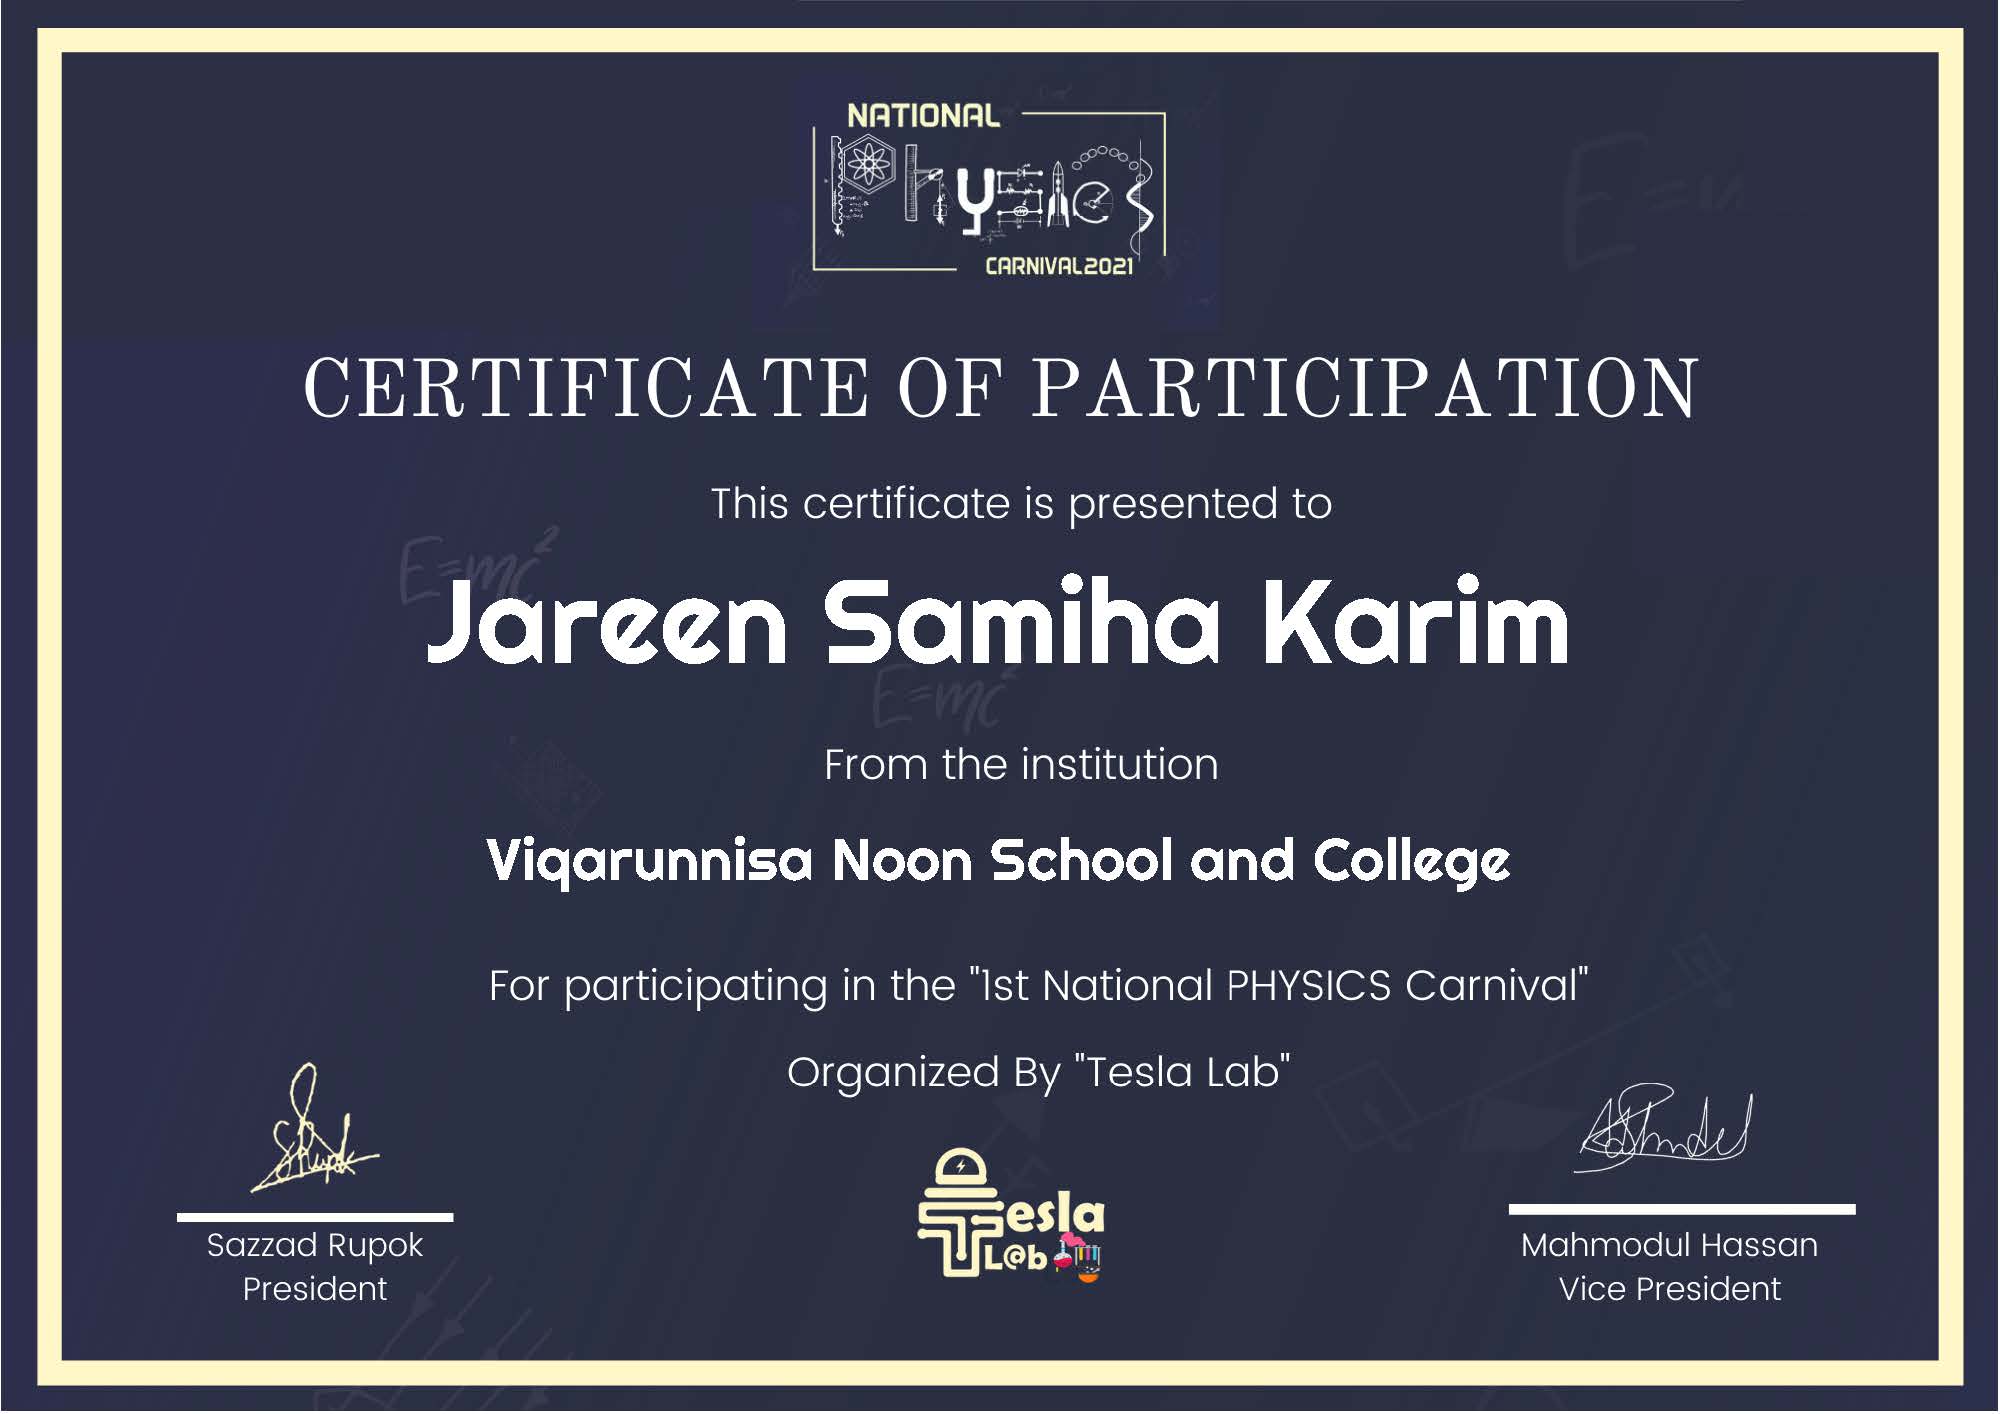 NATIONAL
Physics
CARNIVAL2021
CERTIFICATE OF PARTICIPATION
This certificate is presented to
E=mc²
Jareen Samiha Karim
E=mc²
From the institution
Viqarunnisa Noon School and College
For participating in the "1st National PHYSICS Carnival"
Organized By "Tesla Lab"
Tesla
L@b
Sazzad Rupok
President
Mahmodul Hassan
Vice President